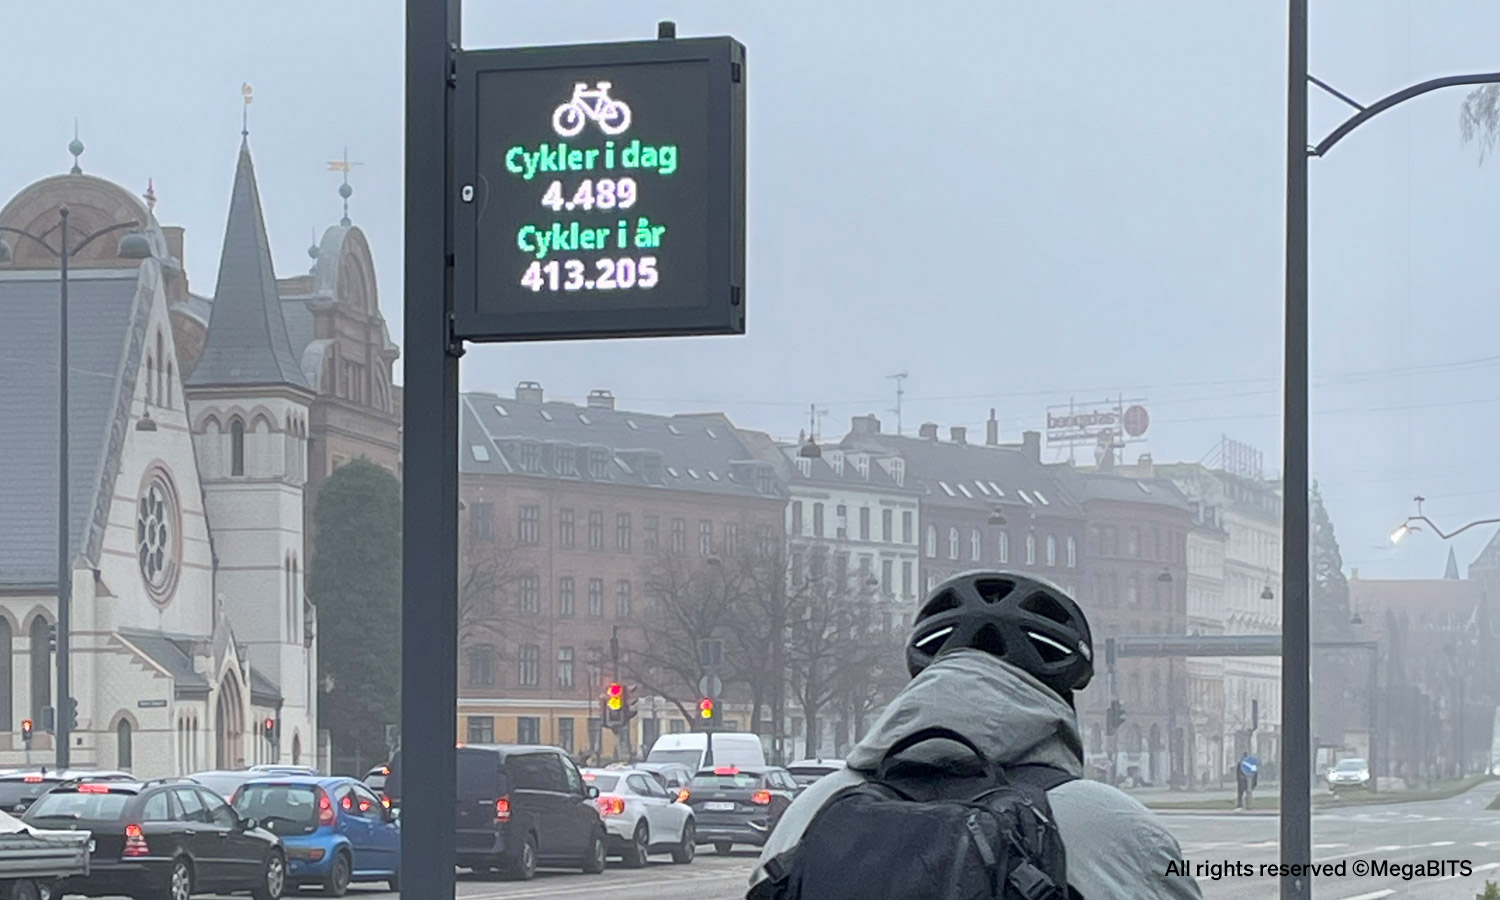 Cykler i dag
4.489
Cykler i år
413.205
All rights reserved ©MegaBITS